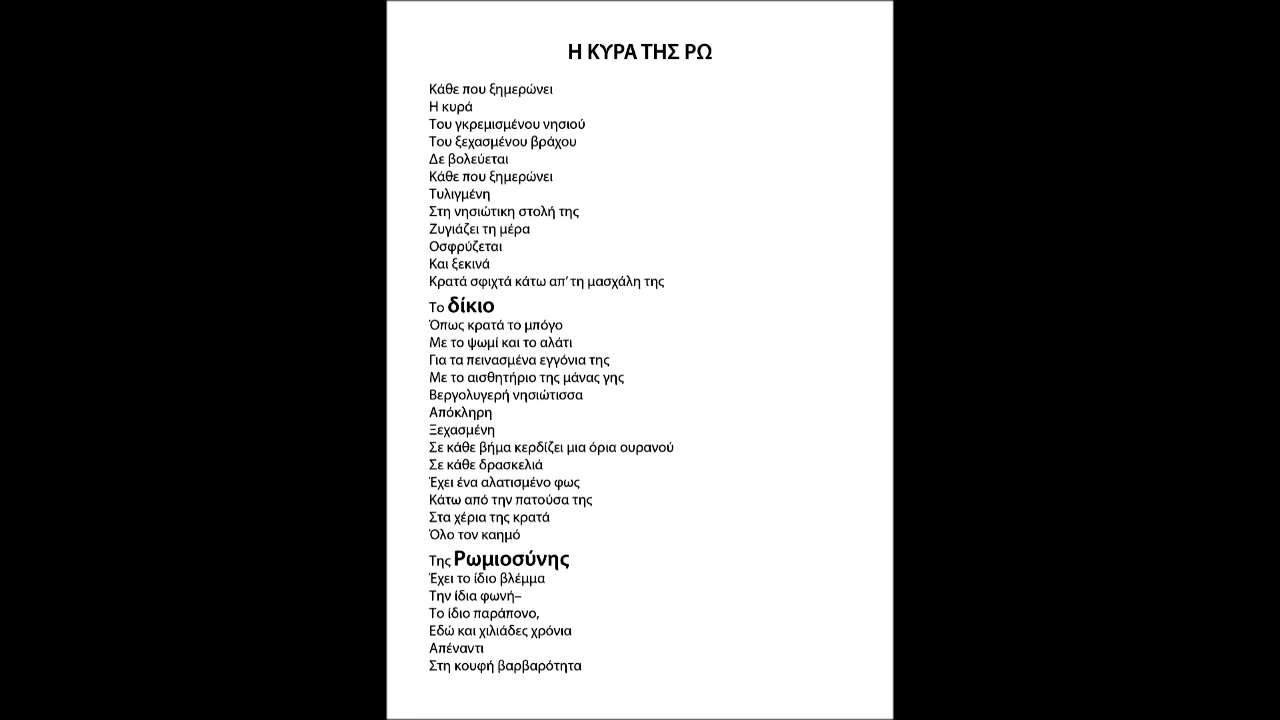 Η ΚΥΡΑ ΤΗΣ ΡΩ
Κάθε που ξημερώνει
Η κυρά
Του γκρεμισμένου νησιού
Του ξεχασμένου βράχου
Δε βολεύεται
Κάθε που ξημερώνει
Τυλιγμένη
Στη νησιώτικη στολή της
Ζυγιάζει τη μέρα
Οσφρύζεται
Και ξεκινά
Κρατά σφιχτά κάτω απ’ τη μασχάλη της
Το δίκιο
Όπως κρατά το μπόγο
Με το ψωμί και το αλάτι
Για τα πεινασμένα εγγόνια της
Με το αισθητήριο της μάνας γης
Βεργολυγερή νησιώτισσα
Απόκληρη
Ξεχασμένη
Σε κάθε βήμα κερδίζει μια όρια ουρανού
Σε κάθε δρασκελιά
Έχει ένα αλατισμένο φως
Κάτω από την πατούσα της
Στα χέρια της κρατά
Όλο τον καημό
Της Ρωμιοσύνης
Έχει το ίδιο βλέμμα
Την ίδια φωνή–
Το ίδιο παράπονο,
Εδώ και χιλιάδες χρόνια
Απέναντι
Στη κουφή βαρβαρότητα